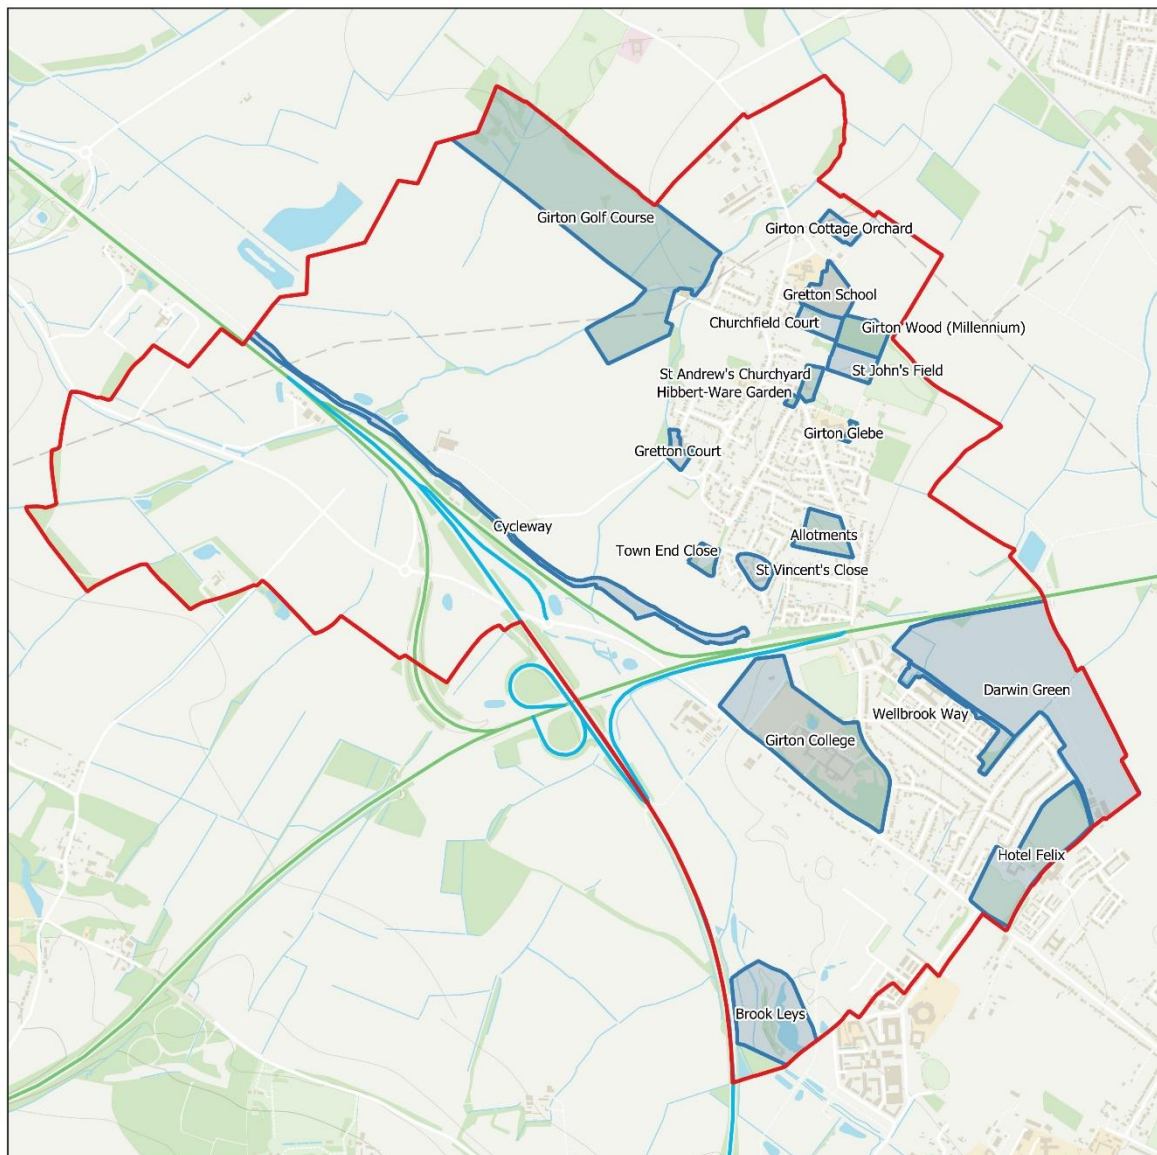 Girton Golf Course
Girton Cottage Orchard
Gretton School
Churchfield Court
Girton Wood (Millennium)
St John's Field
St Andrew's Churchyard
Hibbert-Ware Garden
Girton Glebe
Gretton Court
Cycleway
Allotments
Town End Close
St Vincent's Close
Darwin Green
Wellbrook Way
Girton College
Hotel Felix
Brook Leys